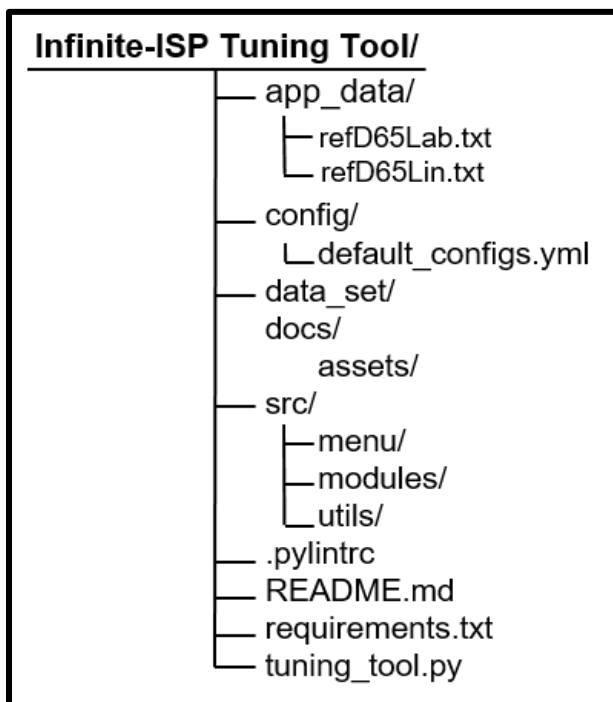 Infinite-ISP Tuning Tool/
app_data/
refD65Lab.txt
refD65Lin.txt
config/
default_configs.yml
data_set/
docs/
assets/
src/
menu/
modules/
utils/
.pylintrc
README.md
requirements.txt
tuning_tool.py